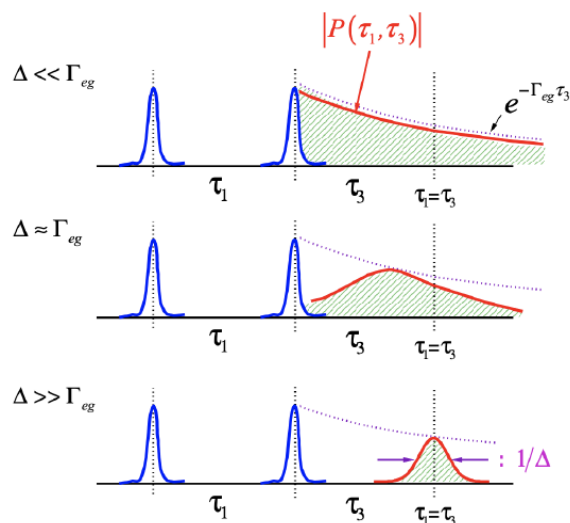 |P(τ₁,τ₃)|
Δ << Γₑg
e^−Γₑg τ₃
τ₁ τ₃ τ₁=τ₃
Δ ≈ Γₑg
τ₁ τ₃ τ₁=τ₃
Δ >> Γₑg
: 1/Δ
τ₁ τ₃ τ₁=τ₃